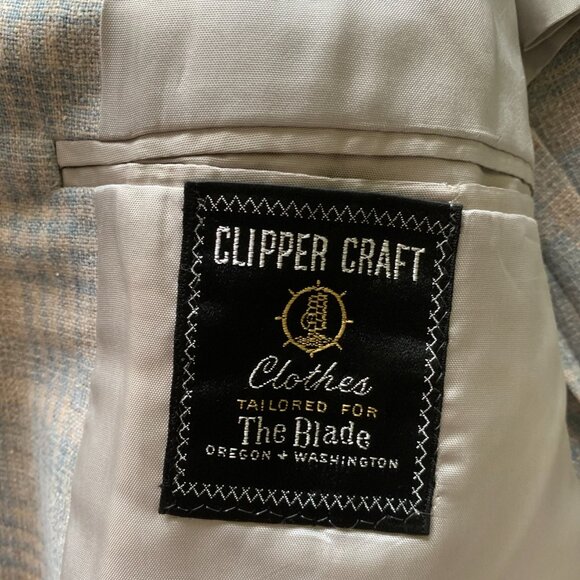 CLIPPER CRAFT
Clothes
TAILORED FOR
The Blade
OREGON + WASHINGTON